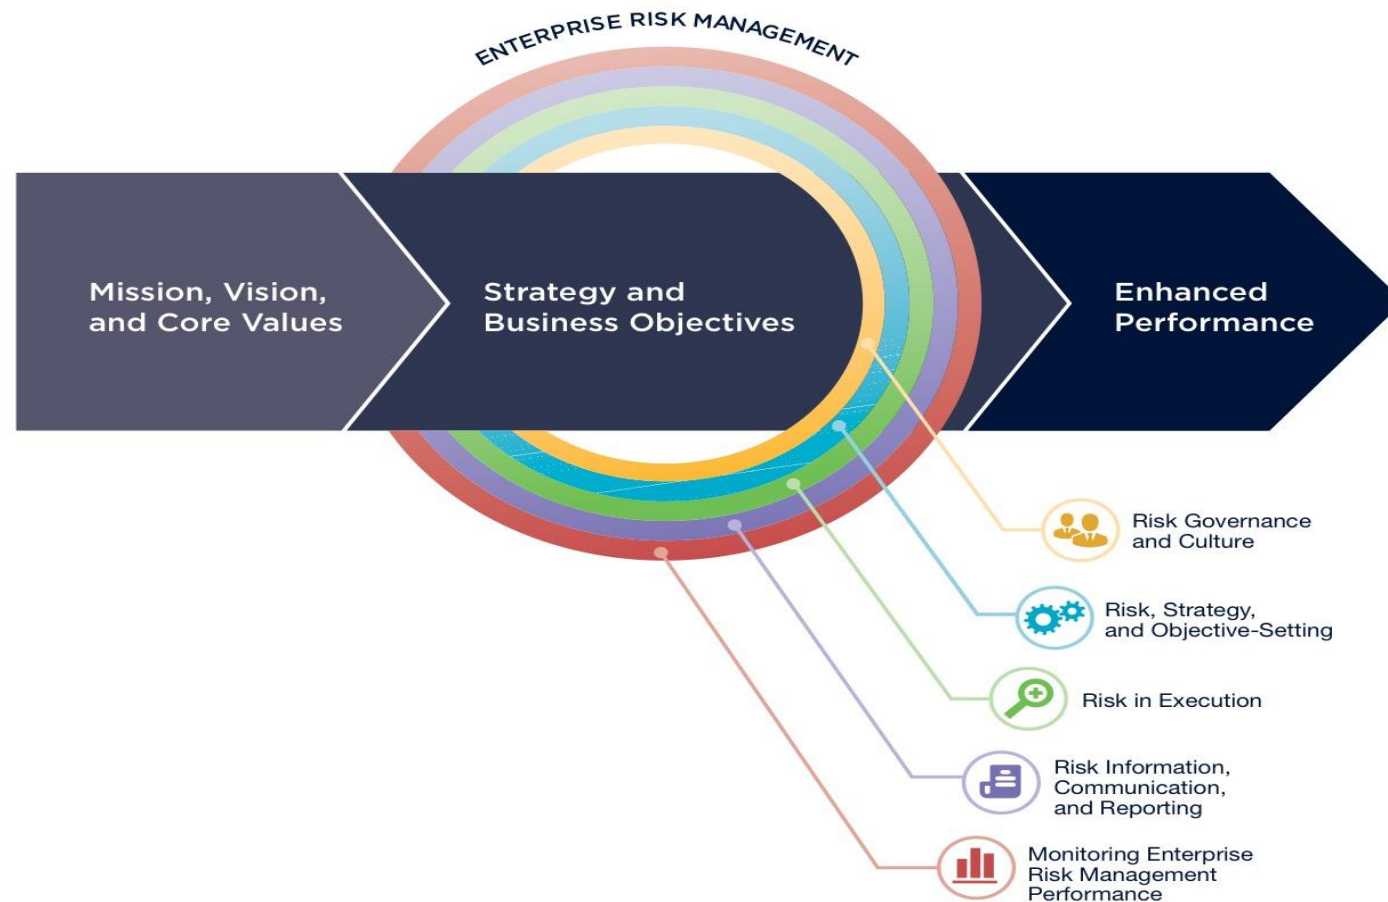 ENTERPRISE RISK MANAGEMENT
Mission, Vision,
and Core Values
Strategy and
Business Objectives
Enhanced
Performance
Risk Governance
and Culture
Risk, Strategy,
and Objective-Setting
Risk in Execution
Risk Information,
Communication,
and Reporting
Monitoring Enterprise
Risk Management
Performance